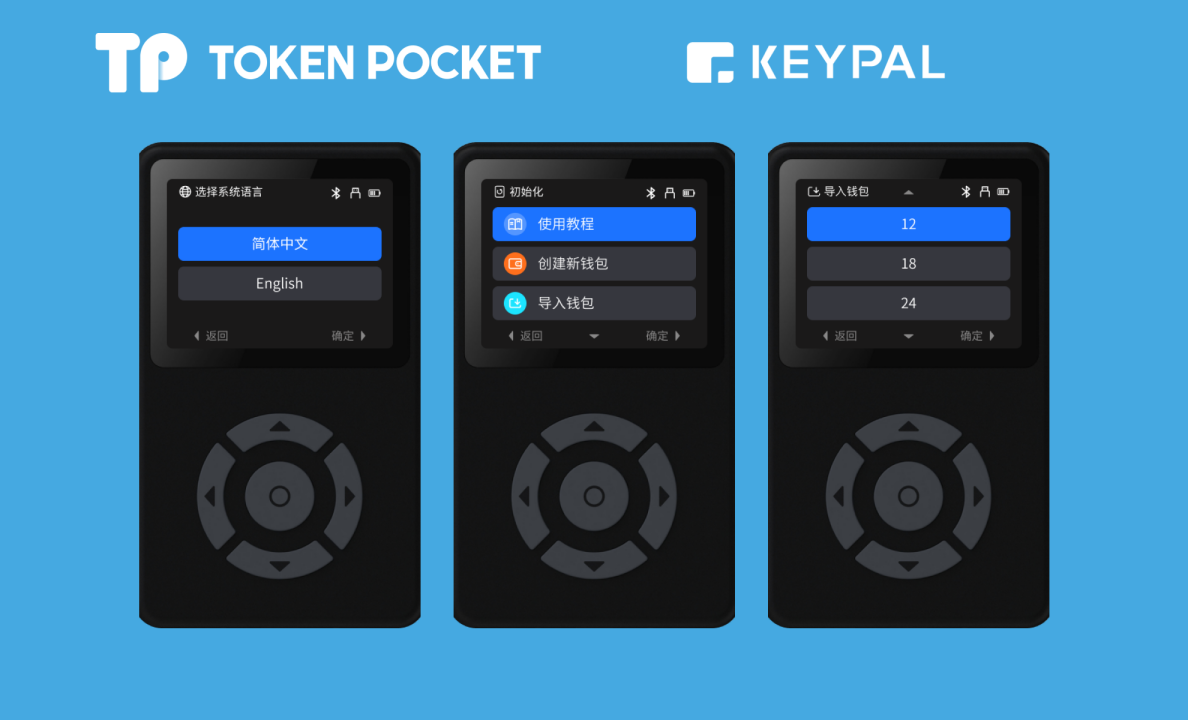 TP TOKEN POCKET
KEYPAL
选择系统语言
简体中文
English
返回 确定
初始化
使用教程
创建新钱包
导入钱包
返回 确定
导入钱包
12
18
24
返回 确定